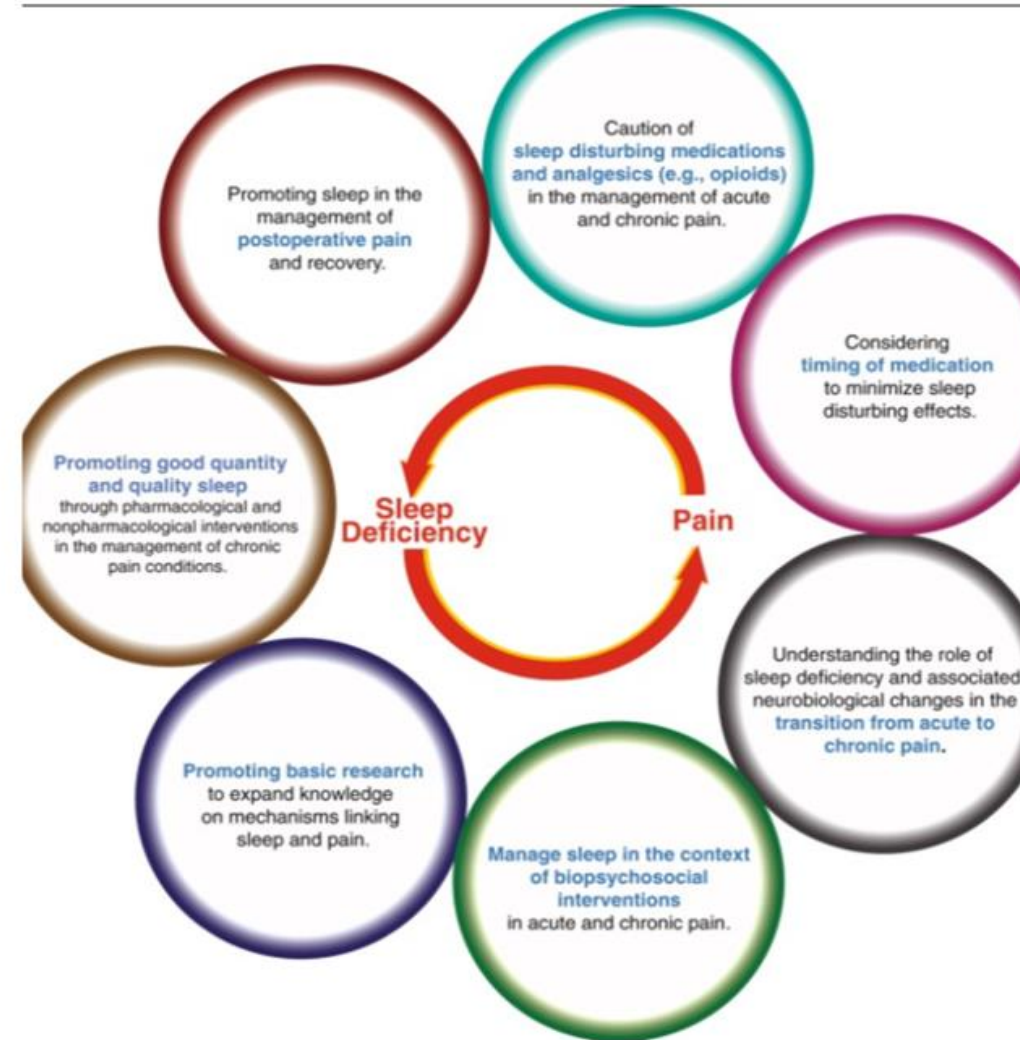 Caution of
sleep disturbing medications
and analgesics (e.g., opioids)
in the management of acute
and chronic pain.
Considering
timing of medication
to minimize sleep
disturbing effects.
Understanding the role of
sleep deficiency and associated
neurobiological changes in the
transition from acute to
chronic pain.
Manage sleep in the context
of biopsychosocial
interventions
in acute and chronic pain.
Promoting basic research
to expand knowledge
on mechanisms linking
sleep and pain.
Promoting good quantity
and quality sleep
through pharmacological and
nonpharmacological interventions
in the management of chronic
pain conditions.
Promoting sleep in the
management of
postoperative pain
and recovery.
Sleep
Deficiency
Pain